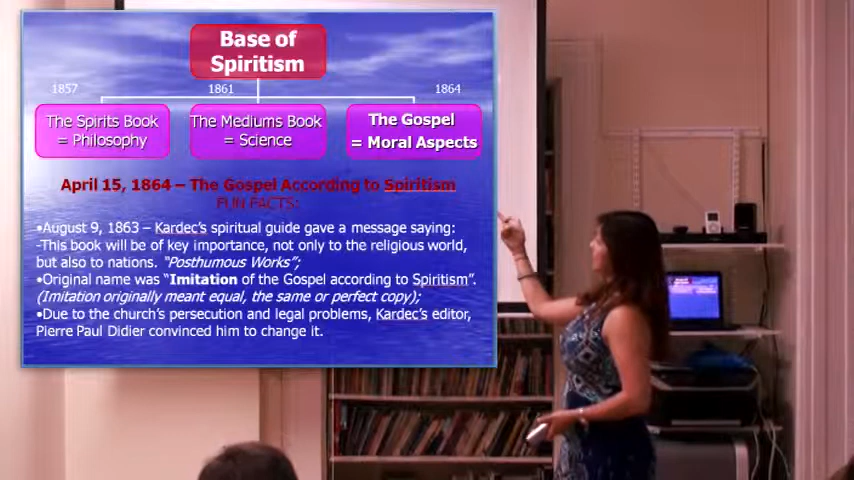 Base of
Spiritism
1857 1861 1864
The Spirits Book
= Philosophy
The Mediums Book
= Science
The Gospel
= Moral Aspects
April 15, 1864 – The Gospel According to Spiritism
FUN FACTS:
•August 9, 1863 – Kardec's spiritual guide gave a message saying:
-This book will be of key importance, not only to the religious world,
but also to nations. "Posthumous Works";
•Original name was "Imitation of the Gospel according to Spiritism".
(Imitation originally meant equal, the same or perfect copy);
•Due to the church's persecution and legal problems, Kardec's editor,
Pierre Paul Didier convinced him to change it.